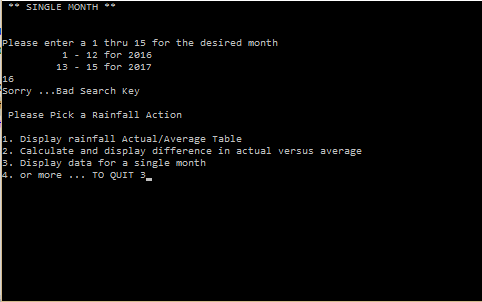 ** SINGLE MONTH **
Please enter a 1 thru 15 for the desired month
1 - 12 for 2016
13 - 15 for 2017
16
Sorry ...Bad Search Key
Please Pick a Rainfall Action
1. Display rainfall Actual/Average Table
2. Calculate and display difference in actual versus average
3. Display data for a single month
4. or more ... TO QUIT 3